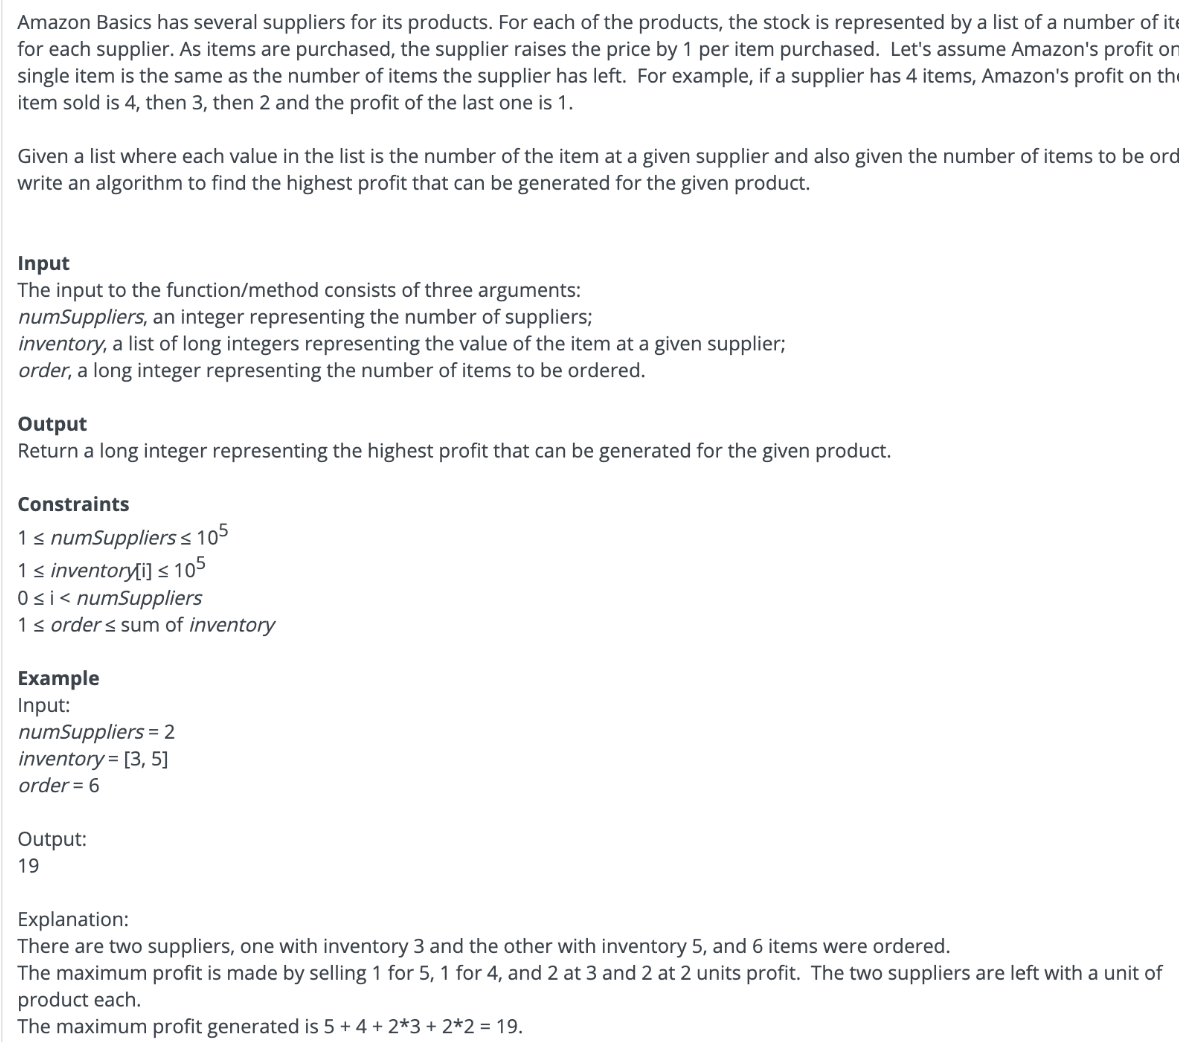 Amazon Basics has several suppliers for its products. For each of the products, the stock is represented by a list of a number of
for each supplier. As items are purchased, the supplier raises the price by 1 per item purchased. Let's assume Amazon's profit on
single item is the same as the number of items the supplier has left. For example, if a supplier has 4 items, Amazon's profit on
item sold is 4, then 3, then 2 and the profit of the last one is 1.
Given a list where each value in the list is the number of the item at a given supplier and also given the number of items to be
write an algorithm to find the highest profit that can be generated for the given product.
Input
The input to the function/method consists of three arguments:
numSuppliers, an integer representing the number of suppliers;
inventory, a list of long integers representing the value of the item at a given supplier;
order, a long integer representing the number of items to be ordered.
Output
Return a long integer representing the highest profit that can be generated for the given product.
Constraints
1 ≤ numSuppliers ≤ 10⁵
1 ≤ inventory[i] ≤ 10⁵
0 ≤ i < numSuppliers
1 ≤ order ≤ sum of inventory
Example
Input:
numSuppliers = 2
inventory = [3, 5]
order = 6
Output:
19
Explanation:
There are two suppliers, one with inventory 3 and the other with inventory 5, and 6 items were ordered.
The maximum profit is made by selling 1 for 5, 1 for 4, and 2 at 3 and 2 at 2 units profit. The two suppliers are left with a unit of
product each.
The maximum profit generated is 5 + 4 + 2*3 + 2*2 = 19.